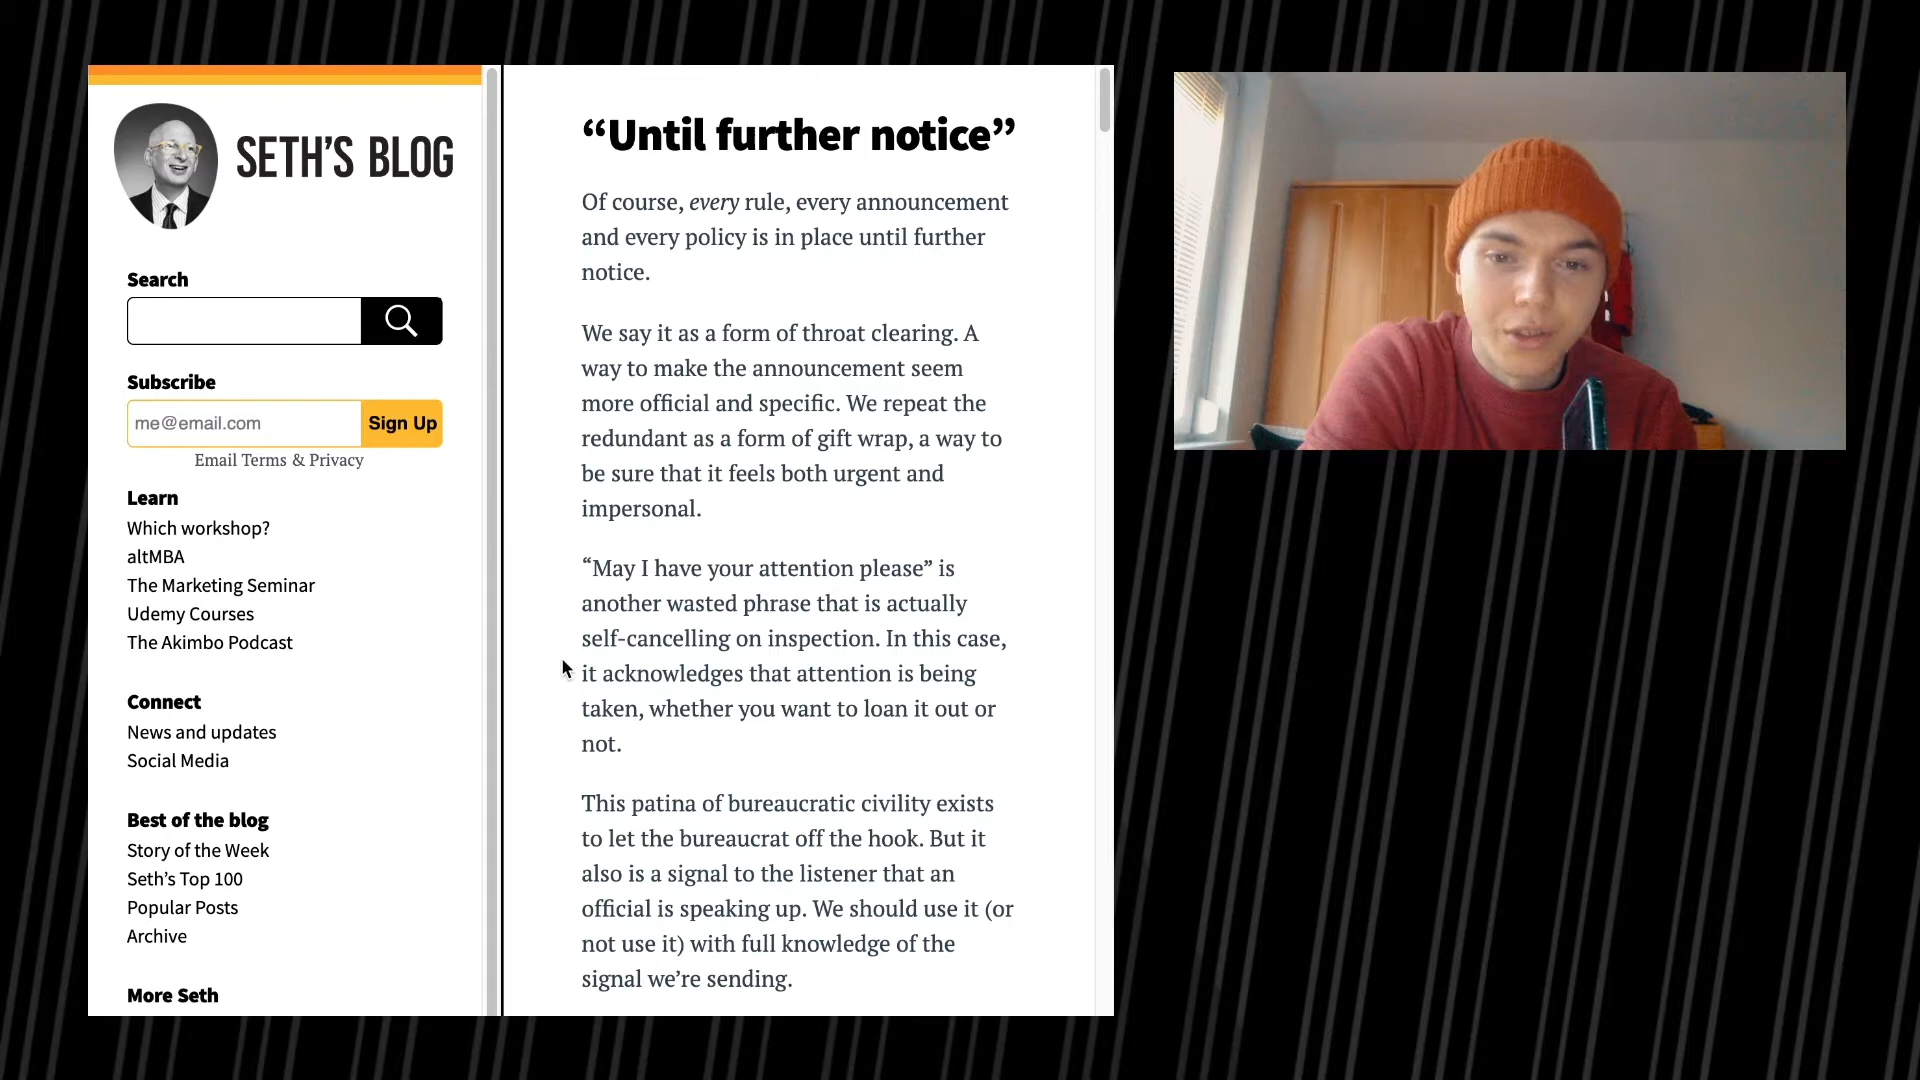 SETH'S BLOG
Search
Subscribe
me@email.com
Sign Up
Email Terms & Privacy
Learn
Which workshop?
altMBA
The Marketing Seminar
Udemy Courses
The Akimbo Podcast
Connect
News and updates
Social Media
Best of the blog
Story of the Week
Seth’s Top 100
Popular Posts
Archive
More Seth
“Until further notice”
Of course, every rule, every announcement
and every policy is in place until further
notice.
We say it as a form of throat clearing. A
way to make the announcement seem
more official and specific. We repeat the
redundant as a form of gift wrap, a way to
be sure that it feels both urgent and
impersonal.
“May I have your attention please” is
another wasted phrase that is actually
self-cancelling on inspection. In this case,
it acknowledges that attention is being
taken, whether you want to loan it out or
not.
This patina of bureaucratic civility exists
to let the bureaucrat off the hook. But it
also is a signal to the listener that an
official is speaking up. We should use it (or
not use it) with full knowledge of the
signal we’re sending.